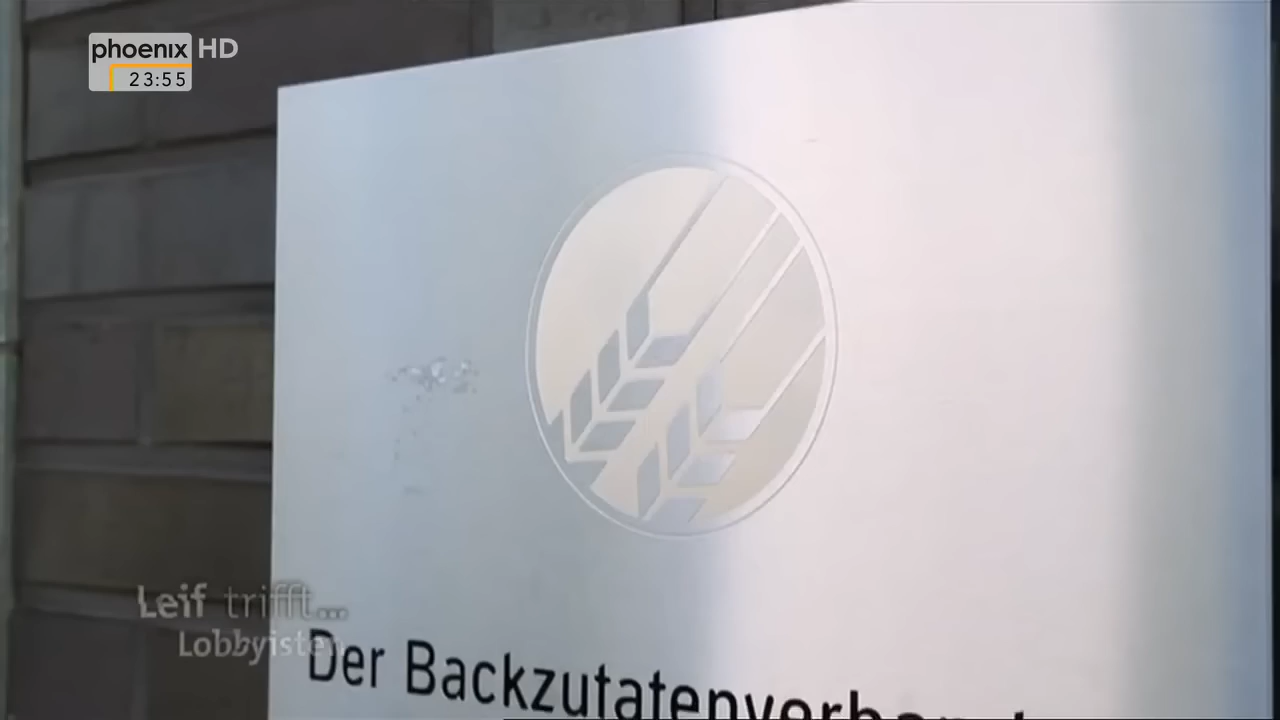 phoenix HD
23:55
Leif trifft...
Lobbyisten
Der Backzutatenverband